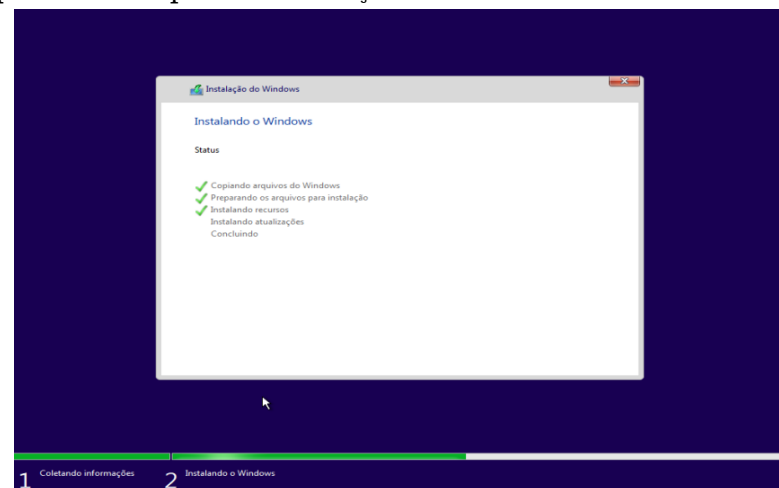 Instalação do Windows
Instalando o Windows
Status
Copiando arquivos do Windows
Preparando os arquivos para instalação
Instalando recursos
Instalando atualizações
Concluindo
1 Coletando informações 2 Instalando o Windows